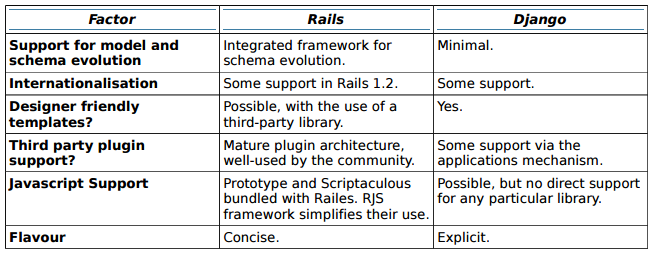 Factor Rails Django
Support for model and Integrated framework for Minimal.
schema evolution schema evolution.
Internationalisation Some support in Rails 1.2. Some support.
Designer friendly Possible, with the use of a Yes.
templates? third-party library.
Third party plugin Mature plugin architecture, Some support via the
support? well-used by the community. applications mechanism.
Javascript Support Prototype and Scriptaculous Possible, but no direct support
bundled with Railes. RJS for any particular library.
framework simplifies their use.
Flavour Concise. Explicit.